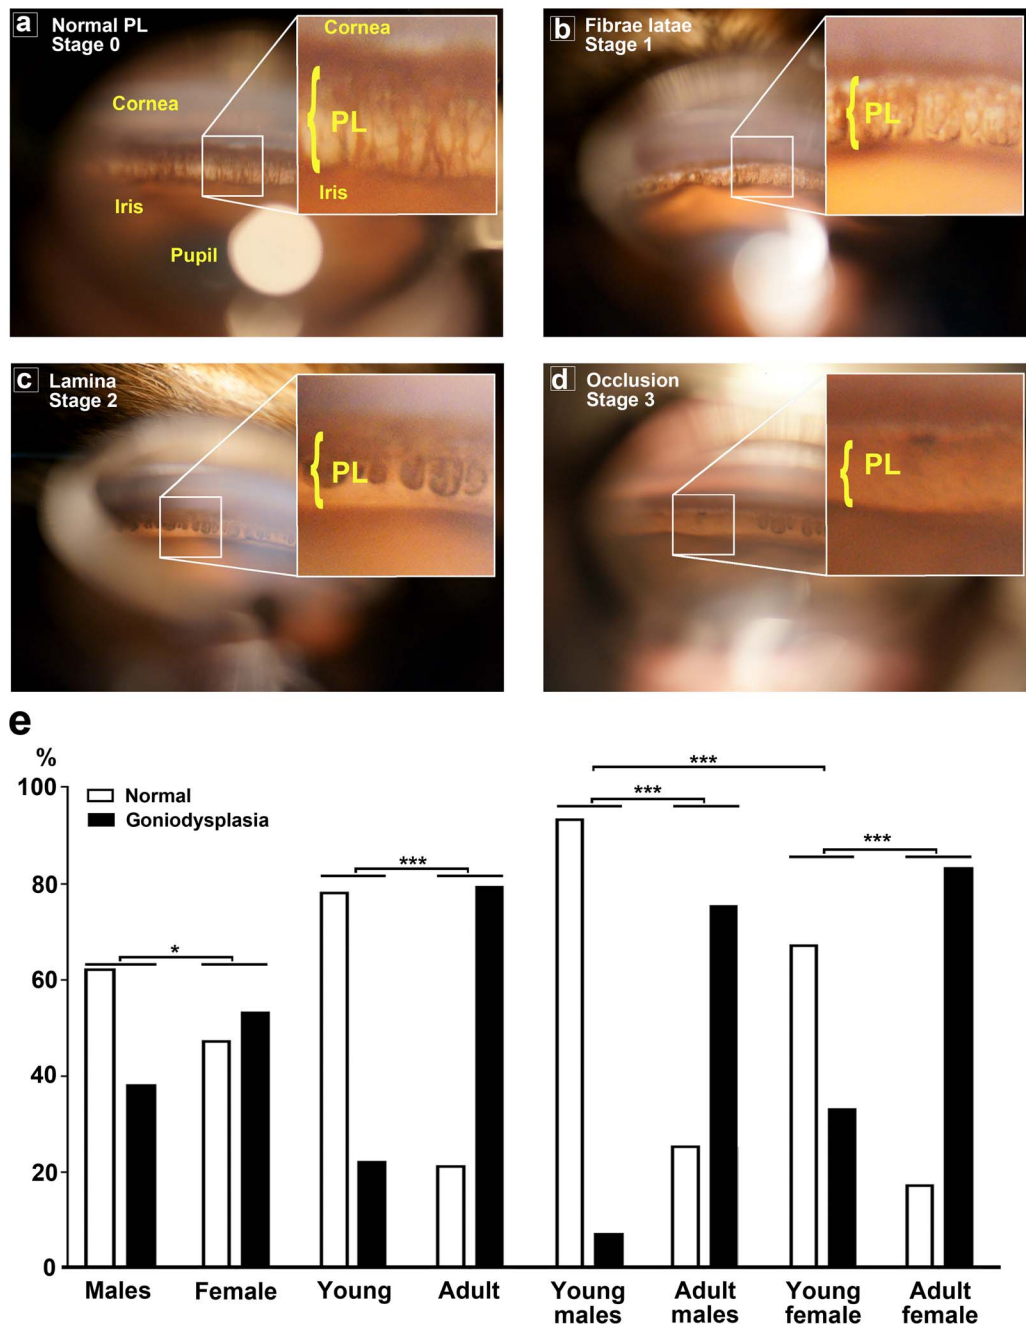 a
Normal PL
Stage 0
Cornea
Iris
Pupil
Cornea
PL
Iris
b
Fibrae latae
Stage 1
PL
c
Lamina
Stage 2
PL
d
Occlusion
Stage 3
PL
e
%
100
80
60
40
20
0
Normal
Goniodysplasia
*
***
***
***
***
Males
Female
Young
Adult
Young
males
Adult
males
Young
female
Adult
female